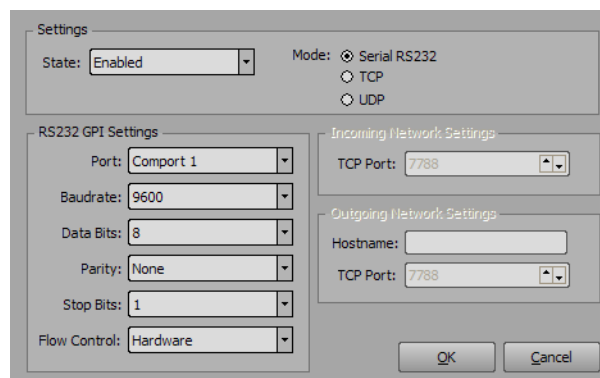 Settings
State: Enabled
Mode: Serial RS232
TCP
UDP
RS232 GPI Settings
Port: Comport 1
Baudrate: 9600
Data Bits: 8
Parity: None
Stop Bits: 1
Flow Control: Hardware
Incoming Network Settings
TCP Port: 7788
Outgoing Network Settings
Hostname:
TCP Port: 7788
OK
Cancel